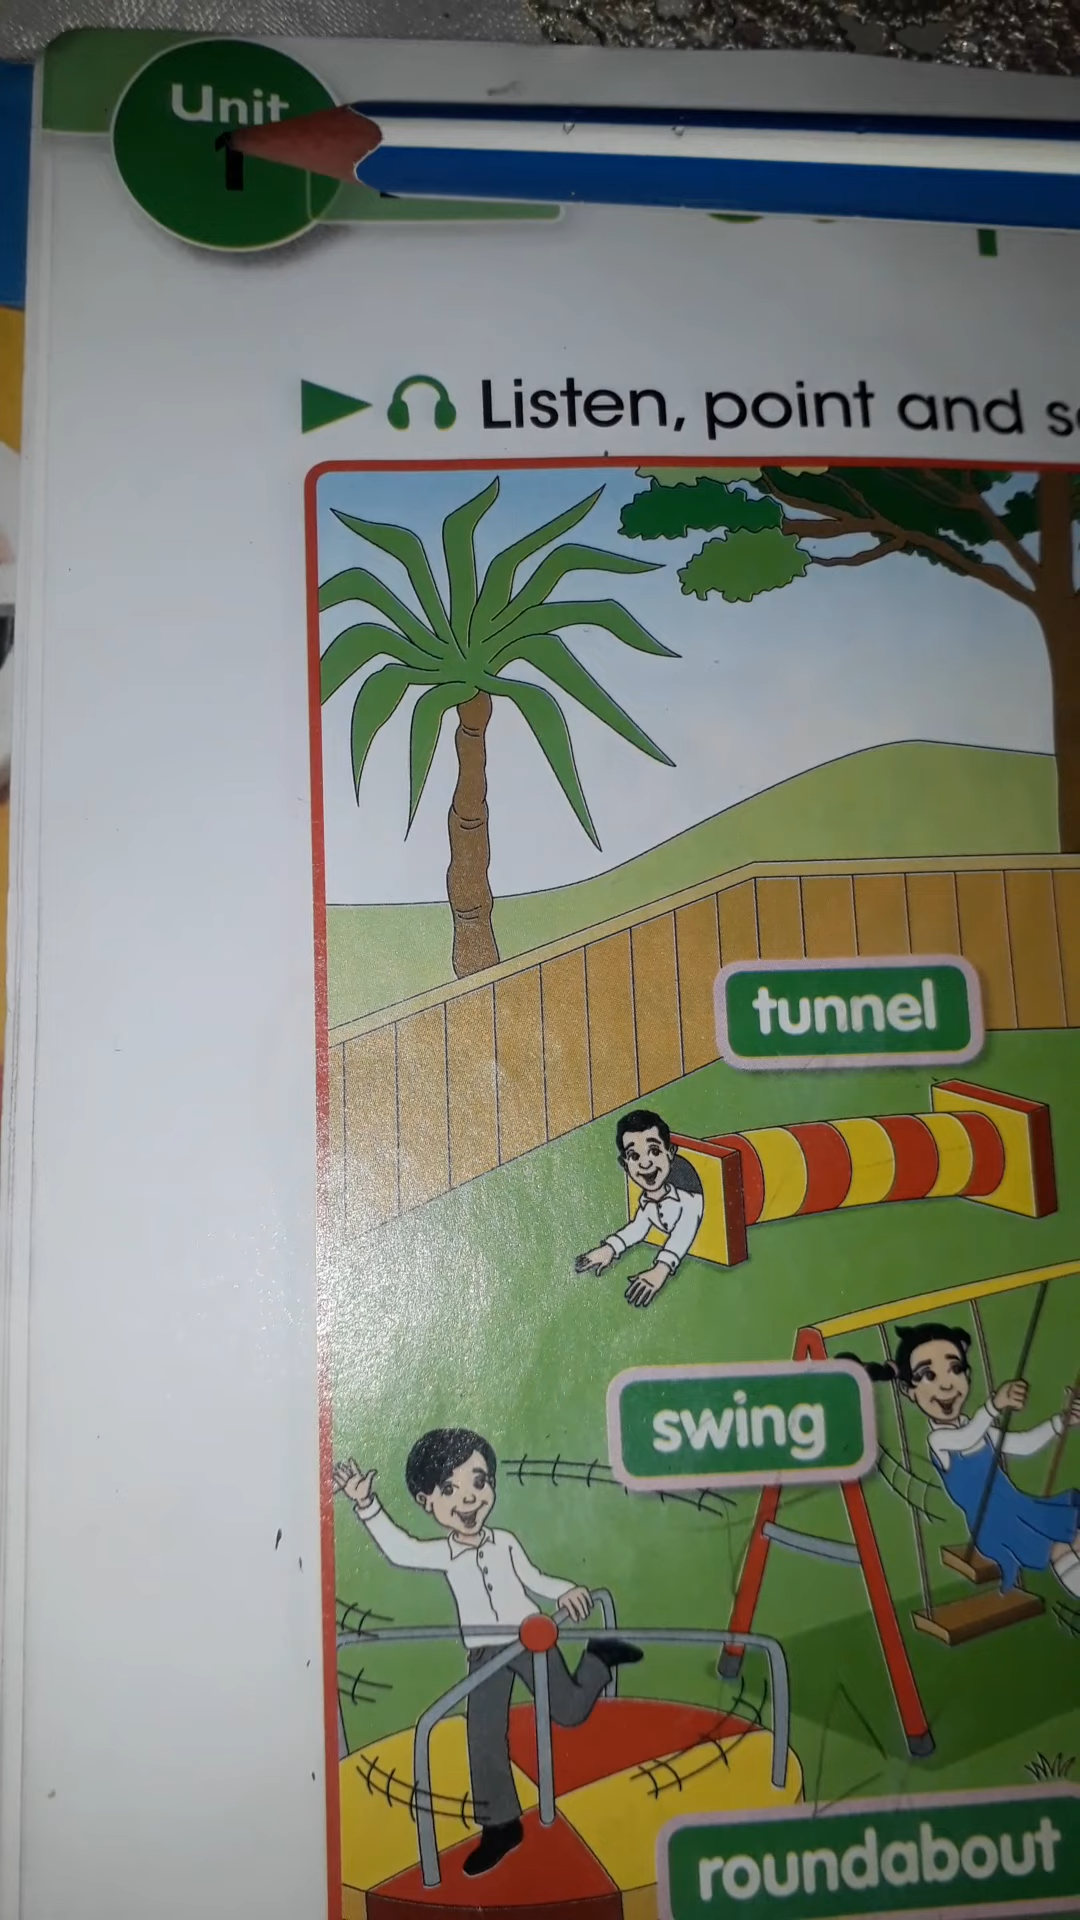 Unit
1
Listen, point and
tunnel
swing
roundabout